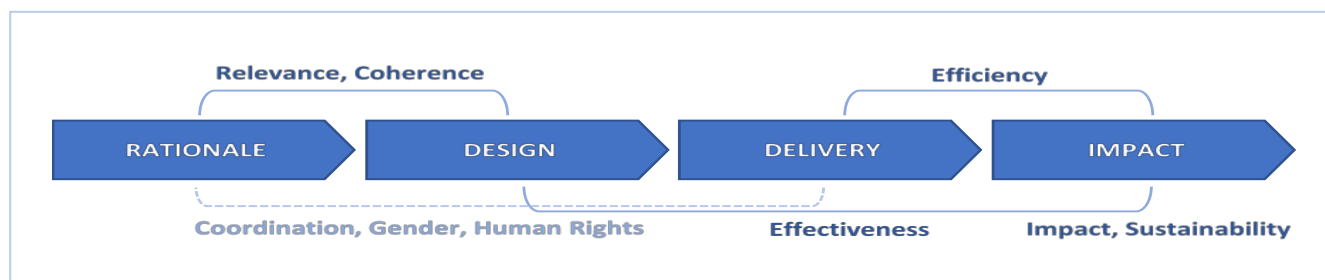 Relevance, Coherence
Efficiency
RATIONALE
DESIGN
DELIVERY
IMPACT
Coordination, Gender, Human Rights
Effectiveness
Impact, Sustainability